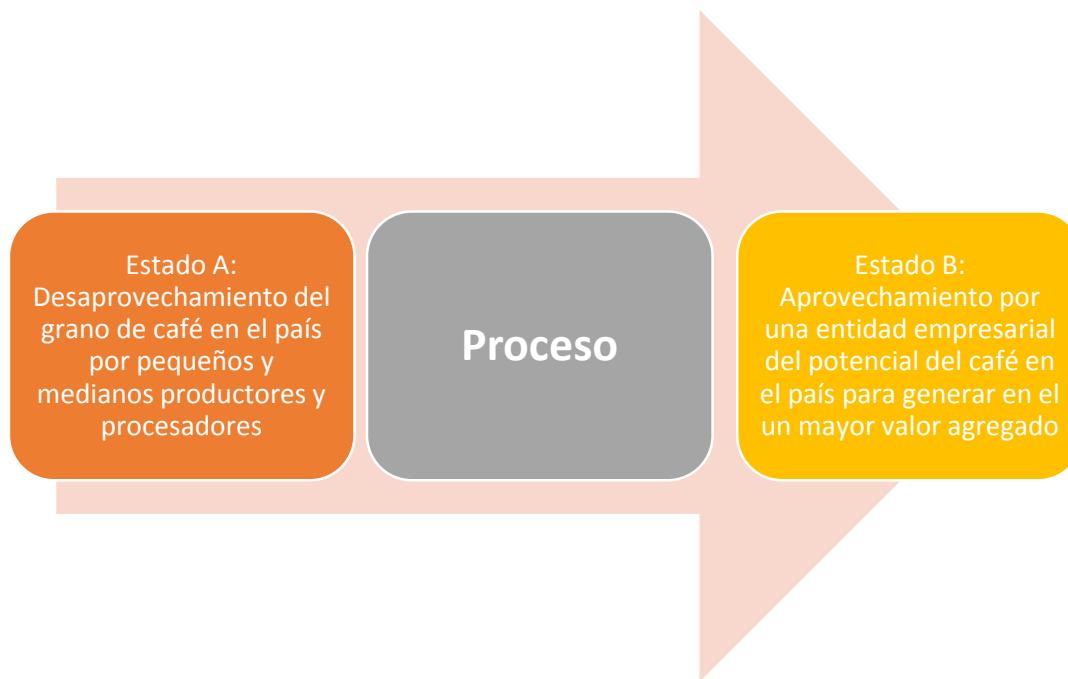 Estado A:
Desaprovechamiento del
grano de café en el país
por pequeños y
medianos productores y
procesadores
Proceso
Estado B:
Aprovechamiento por
una entidad empresarial
del potencial del café en
el país para generar en el
un mayor valor agregado